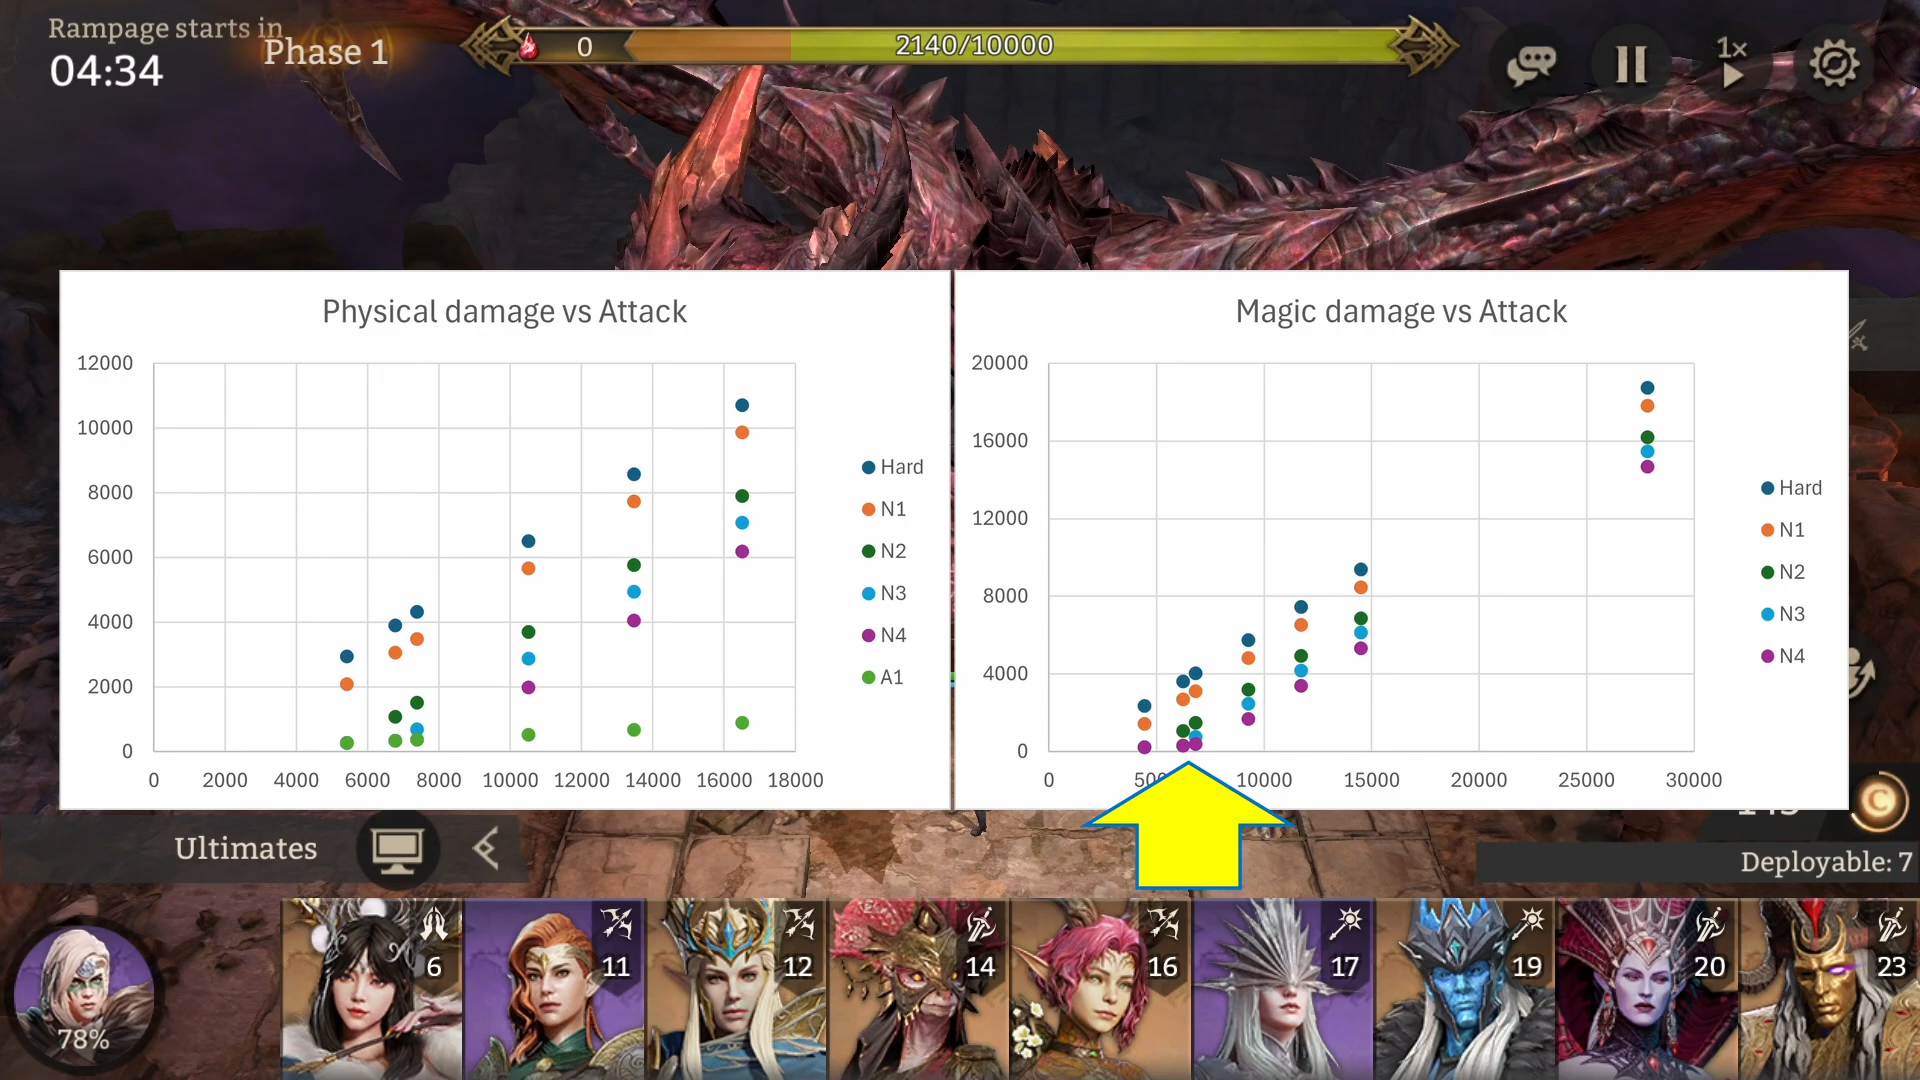 Rampage starts in
04:34
Phase 1
0
2140/10000
1×
Physical damage vs Attack
12000
10000
8000
6000
4000
2000
0
0 2000 4000 6000 8000 10000 12000 14000 16000 18000
Hard
N1
N2
N3
N4
A1
Magic damage vs Attack
20000
16000
12000
8000
4000
0
0 10000 15000 20000 25000 30000
Hard
N1
N2
N3
N4
Ultimates
C
Deployable: 7
78%
6 11 12 14 16 17 19 20 23